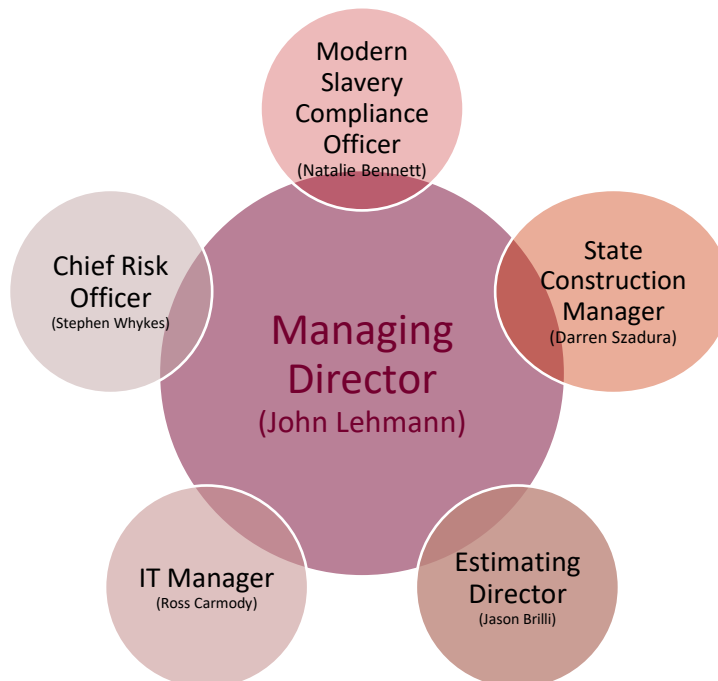 Modern
Slavery
Compliance
Officer
(Natalie Bennett)
Chief Risk
Officer
(Stephen Whykes)
State
Construction
Manager
(Darren Szadura)
Managing
Director
(John Lehmann)
IT Manager
(Ross Carmody)
Estimating
Director
(Jason Brilli)